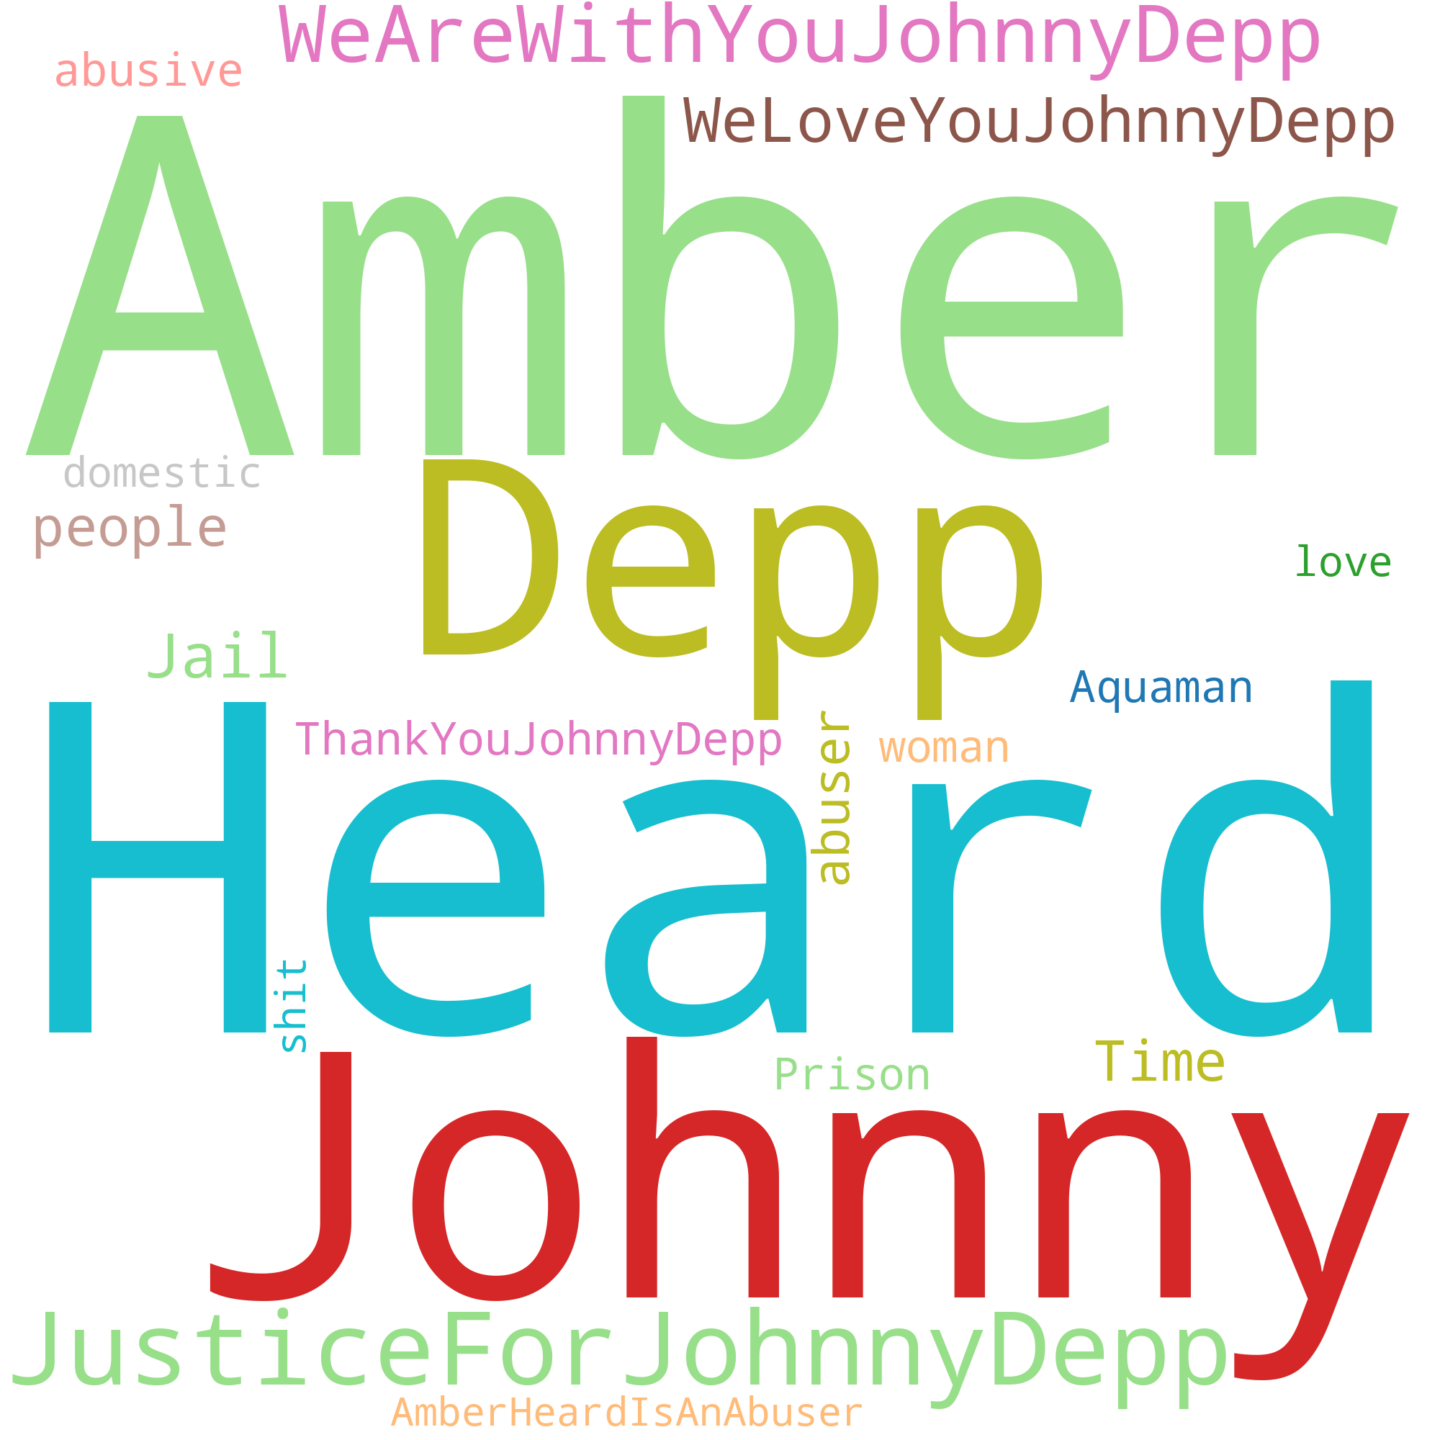 WeAreWithYouJohnnyDepp
abusive
WeLoveYouJohnnyDepp
Amber
domestic
Depp
people
love
Jail
Aquaman
ThankYouJohnnyDepp
abuser
woman
Heard
shit
Prison
Time
Johnny
JusticeForJohnnyDepp
AmberHeardIsAnAbuser